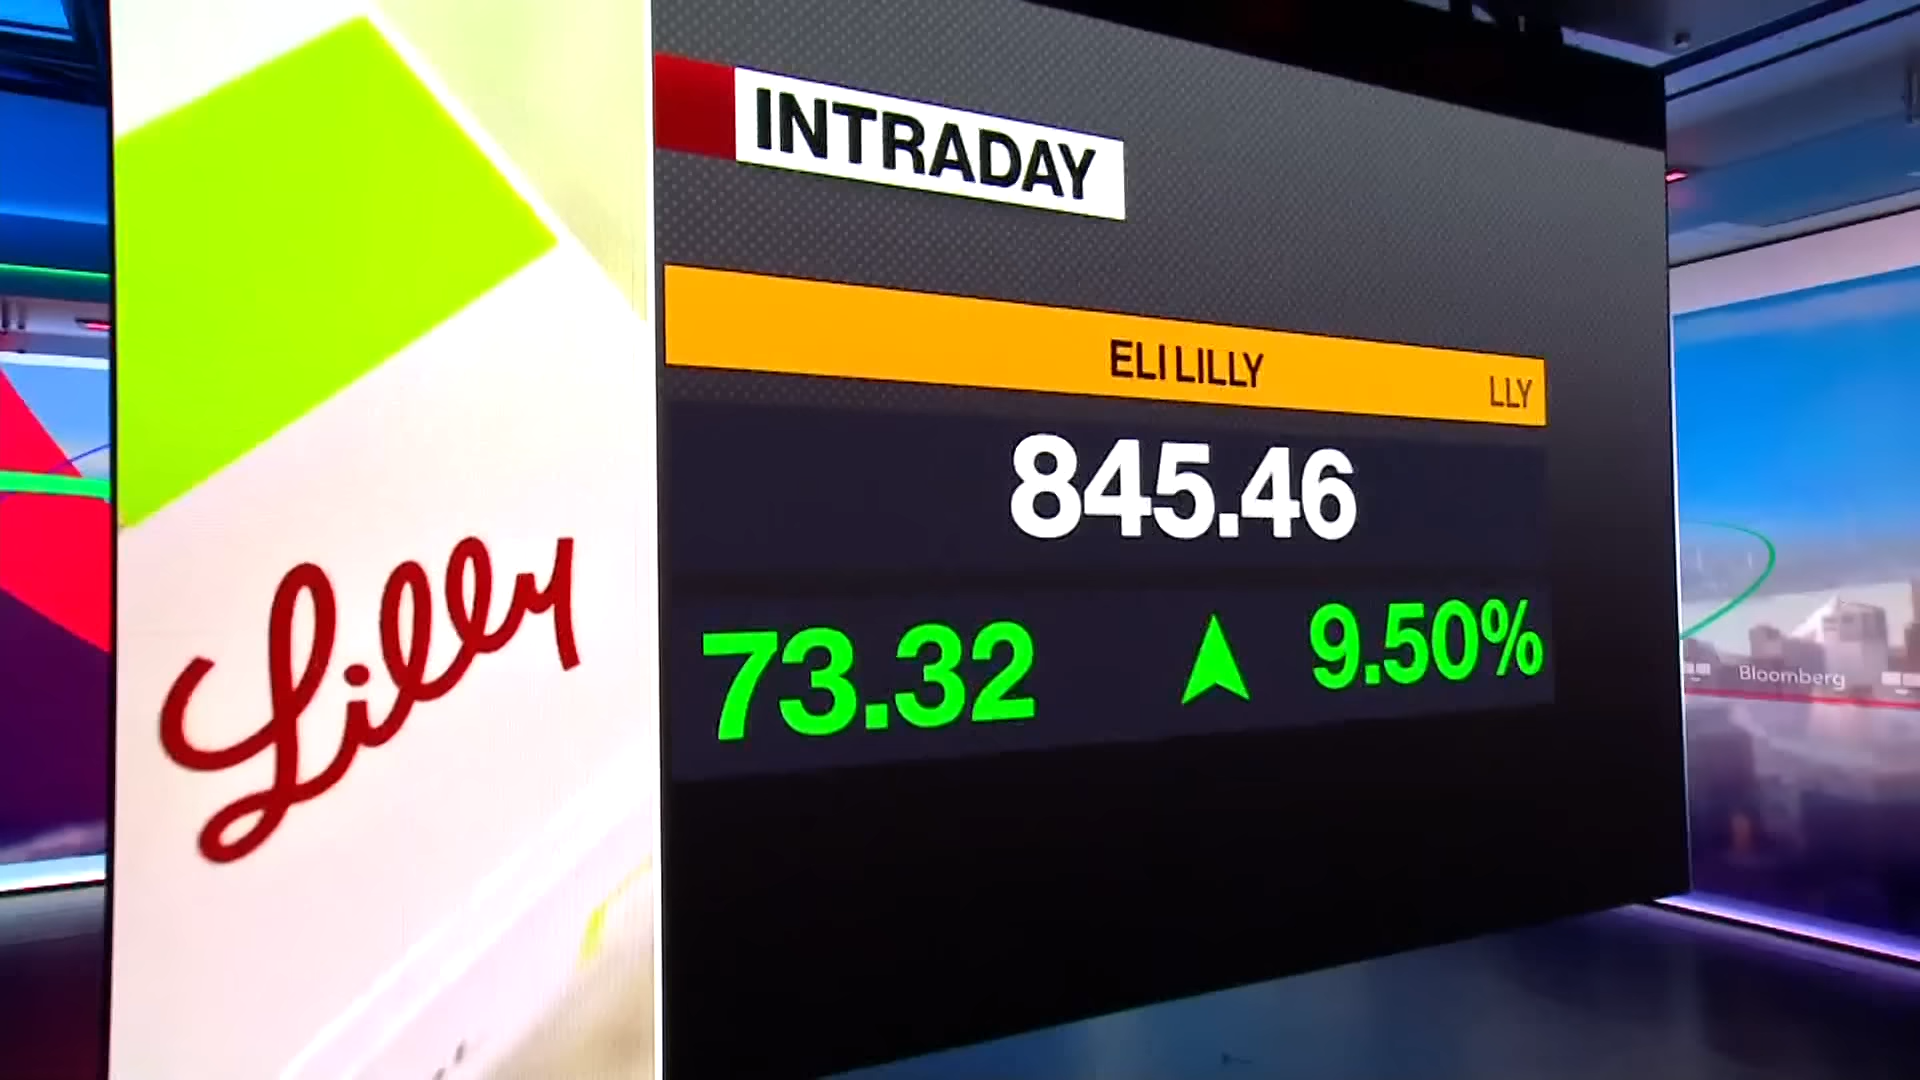 Lilly
INTRADAY
ELI LILLY LLY
845.46
73.32 ▲ 9.50%
Bloomberg